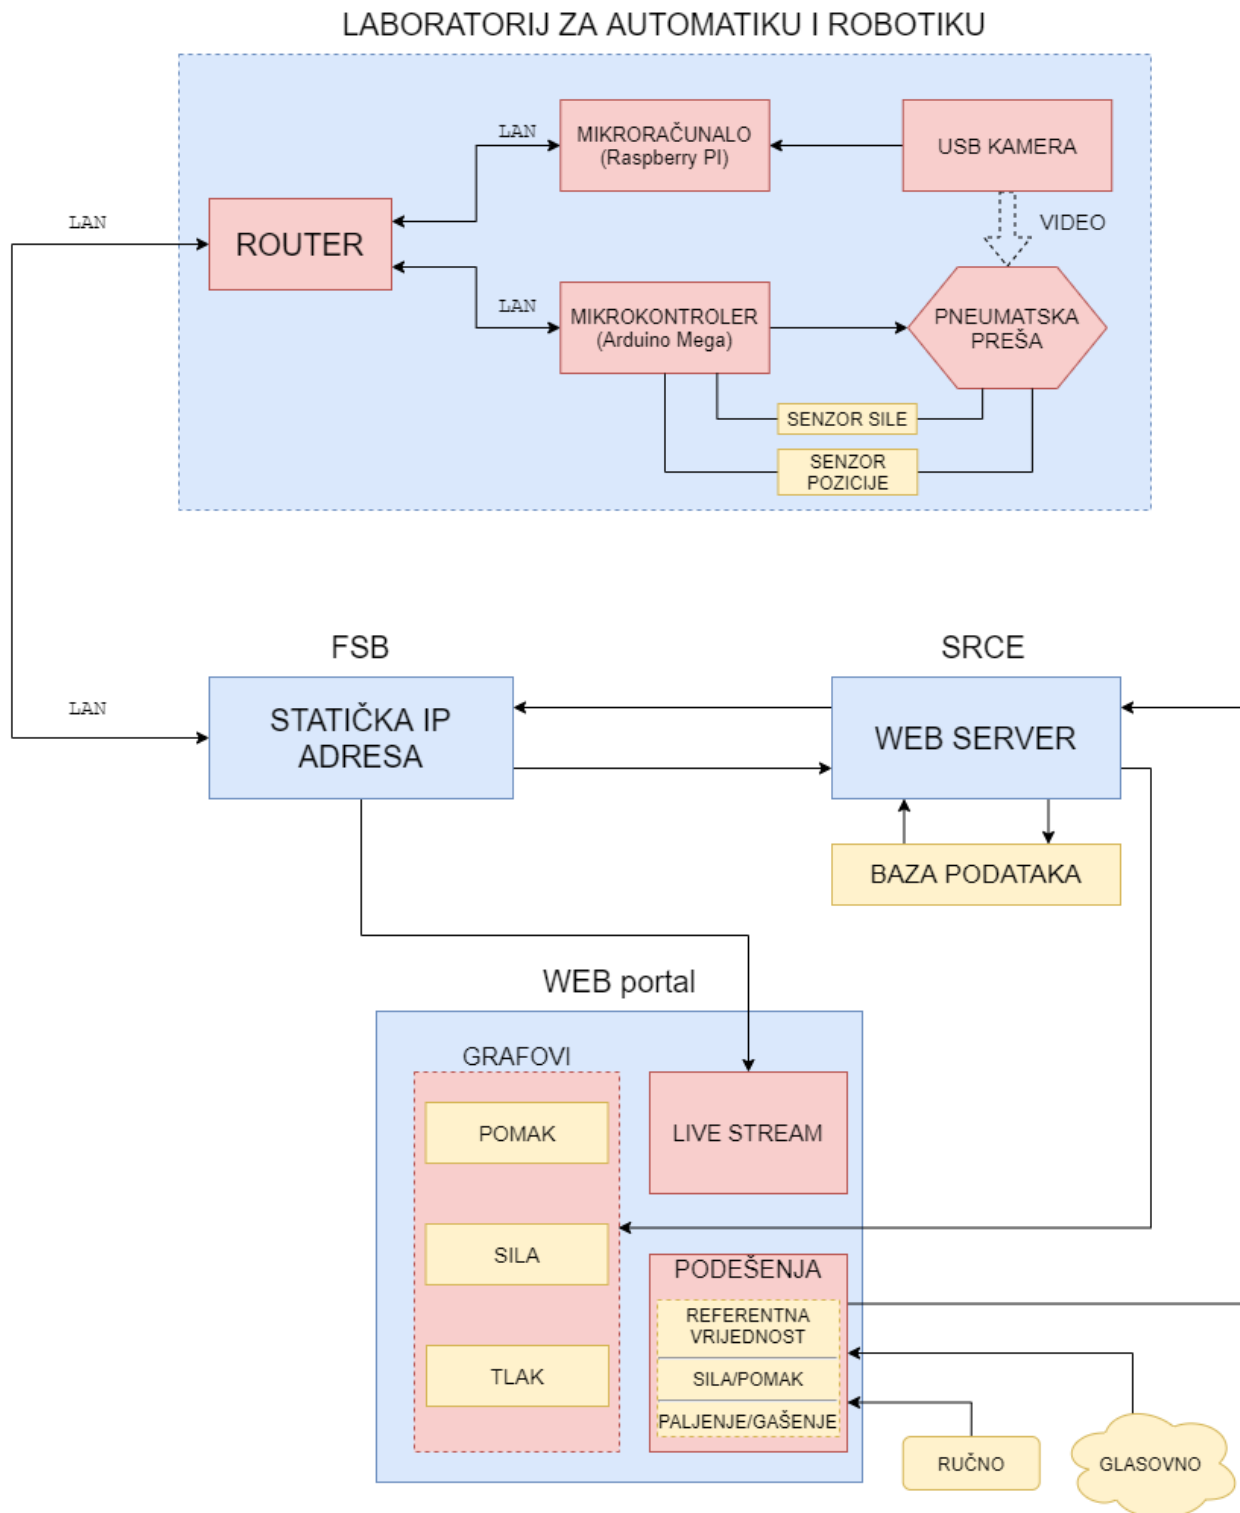 LABORATORIJ ZA AUTOMATIKU I ROBOTIKU
LAN
MIKRORAČUNALO
(Raspberry PI)
USB KAMERA
LAN
ROUTER
VIDEO
LAN
MIKROKONTROLER
(Arduino Mega)
PNEUMATSKA
PREŠA
SENZOR SILE
SENZOR
POZICIJE
FSB
SRCE
LAN
STATIČKA IP
ADRESA
WEB SERVER
BAZA PODATAKA
WEB portal
GRAFOVI
POMAK
LIVE STREAM
SILA
PODEŠENJA
REFERENTNA
VRIJEDNOST
TLAK
SILA/POMAK
PALJENJE/GAŠENJE
RUČNO
GLASOVNO